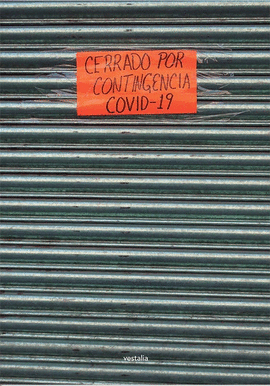 CERRADO POR
CONTINGENCIA
COVID-19
vestalia